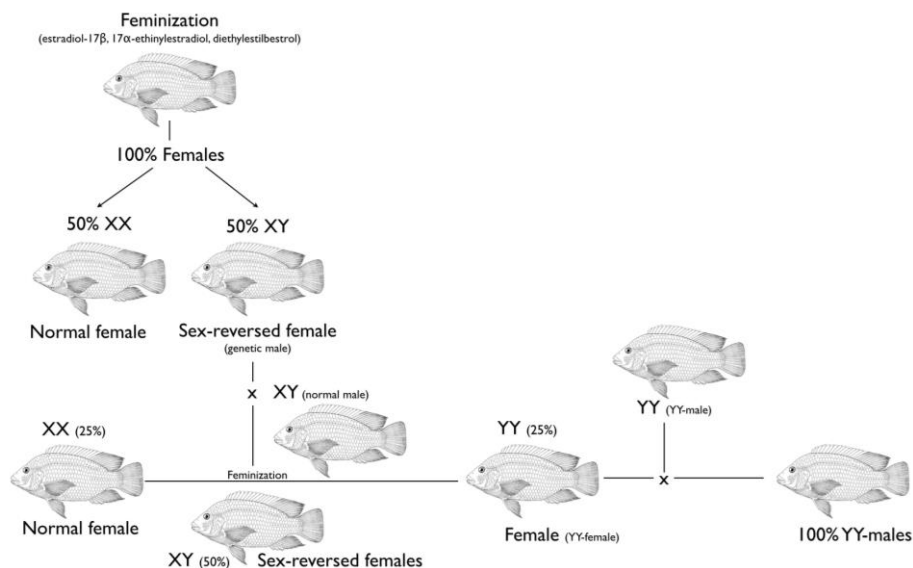 Feminization
(estradiol-17β, 17α-ethinylestradiol, diethylestilbestrol)
100% Females
50% XX
50% XY
Normal female
Sex-reversed female
(genetic male)
x
XY (normal male)
YY (YY-male)
XX (25%)
YY (25%)
Feminization
x
Normal female
Female (YY-female)
100% YY-males
XY (50%)
Sex-reversed females